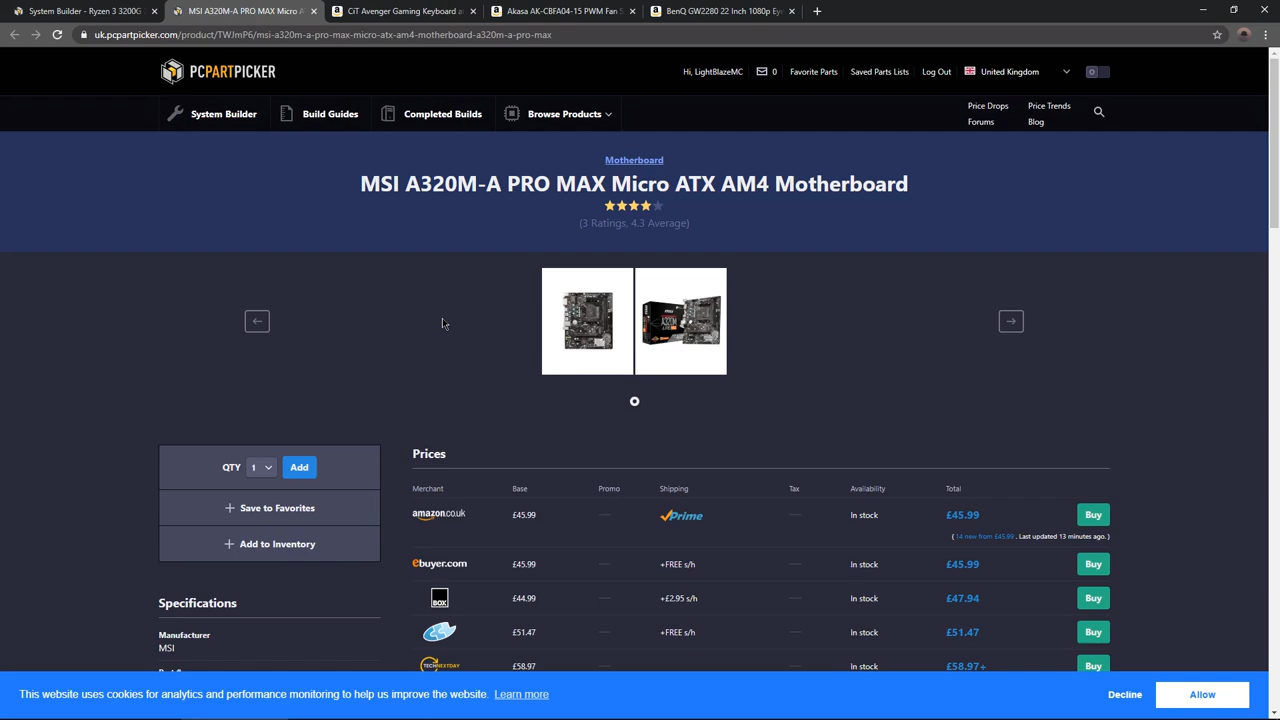 System Builder - Ryzen 3 3200G
MSI A320M-A PRO MAX Micro A
CiT Avenger Gaming Keyboard a
Akasa AK-CBFA04-15 PWM Fan S
BenQ GW2280 22 Inch 1080p Eye
uk.pcpartpicker.com/product/TWJmP6/msi-a320m-a-pro-max-micro-atx-am4-motherboard-a320m-a-pro-max
PCPARTPICKER
Hi, LightBlazeMC 0 Favorite Parts Saved Parts Lists Log Out United Kingdom
System Builder Build Guides Completed Builds Browse Products
Price Drops Price Trends
Forums Blog
Motherboard
MSI A320M-A PRO MAX Micro ATX AM4 Motherboard
(3 Ratings, 4.3 Average)
QTY 1 Add
+ Save to Favorites
+ Add to Inventory
Specifications
Manufacturer
MSI
Prices
Merchant Base Promo Shipping Tax Availability Total
amazon.co.uk £45.99 — Prime — In stock £45.99 Buy
( 14 new from £45.99 . Last updated 13 minutes ago. )
ebuyer.com £45.99 — +FREE s/h — In stock £45.99 Buy
BOX £44.99 — +£2.95 s/h — In stock £47.94 Buy
£51.47 — +FREE s/h — In stock £51.47 Buy
TECHNEXTDAY £58.97 — — In stock £58.97+ Buy
This website uses cookies for analytics and performance monitoring to help us improve the website. Learn more
Decline Allow